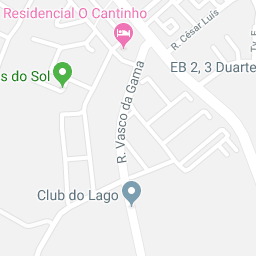 Residencial O Cantinho
R. César Luís
s do Sol
EB 2, 3 Duarte
R. Vasco da Gama
Club do Lago